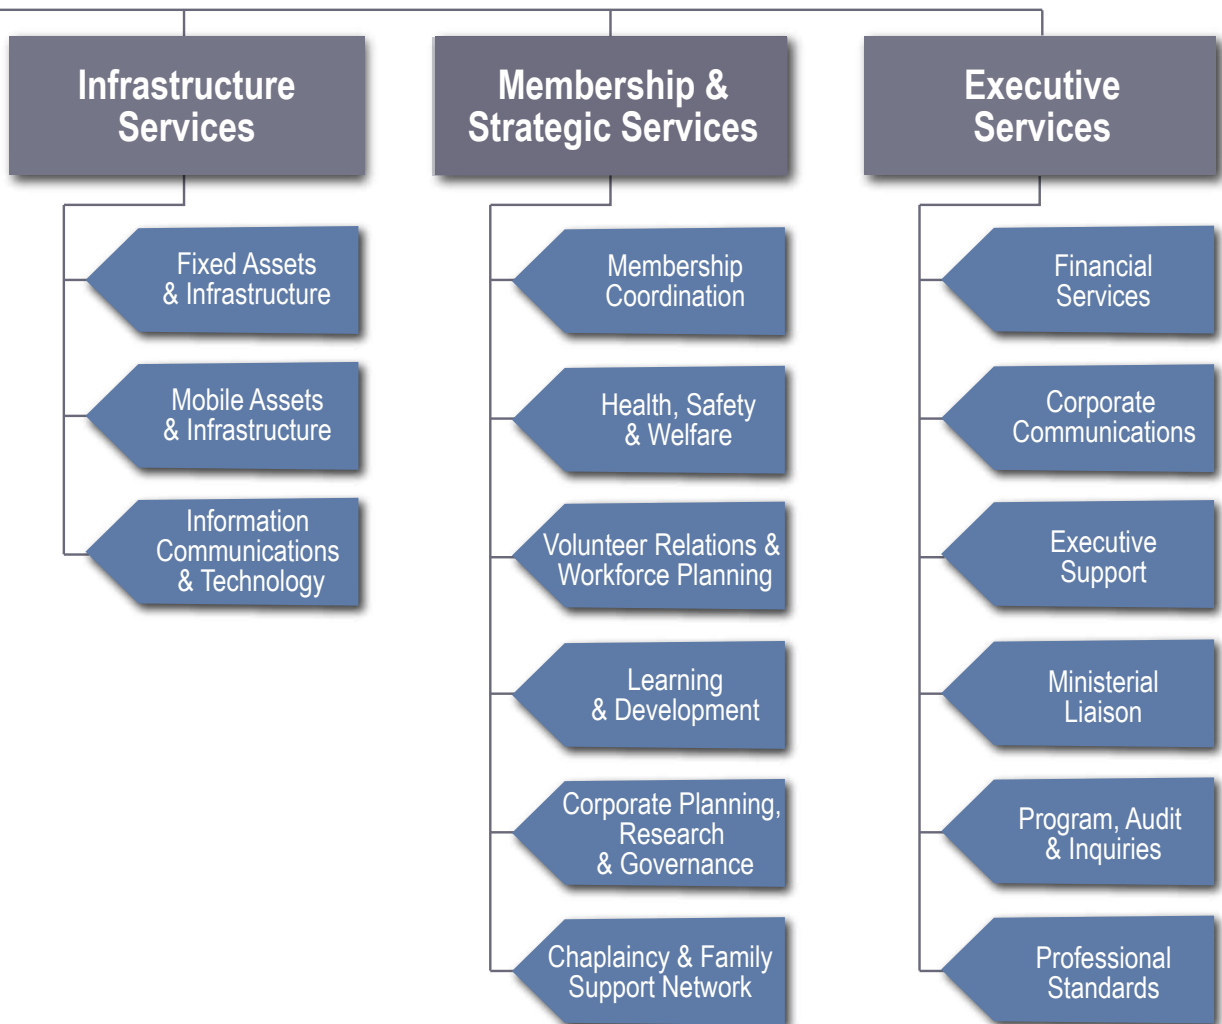 Infrastructure
Services
Fixed Assets
& Infrastructure
Mobile Assets
& Infrastructure
Information
Communications
& Technology
Membership &
Strategic Services
Membership
Coordination
Health, Safety
& Welfare
Volunteer Relations &
Workforce Planning
Learning
& Development
Corporate Planning,
Research
& Governance
Chaplaincy & Family
Support Network
Executive
Services
Financial
Services
Corporate
Communications
Executive
Support
Ministerial
Liaison
Program, Audit
& Inquiries
Professional
Standards